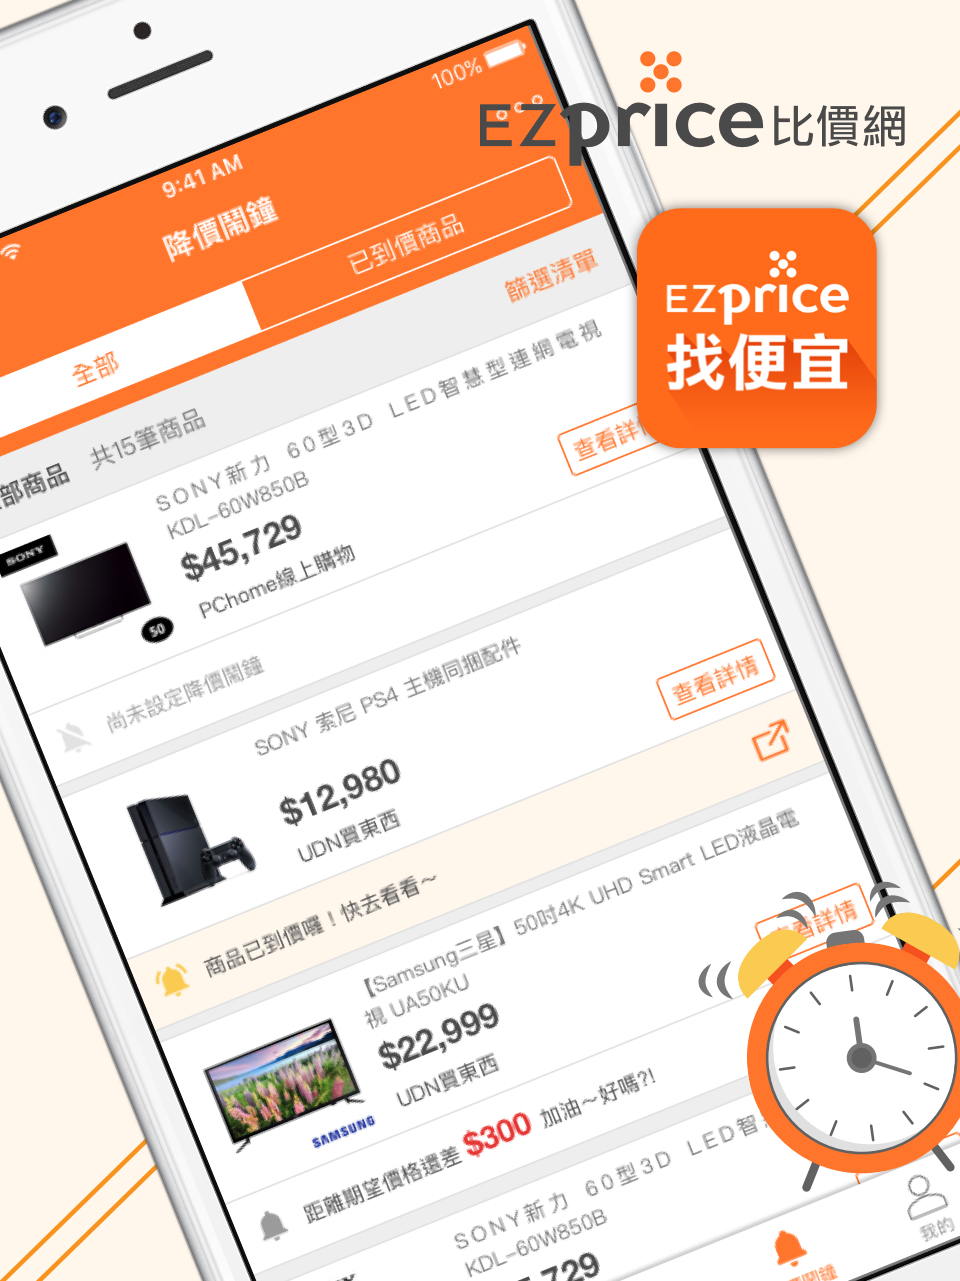 EZprice比價網
EZprice
找便宜
100%
9:41 AM
降價鬧鐘
全部
已到價商品
部商品 共15筆商品
篩選清單
SONY
50
SONY新力 60型3D LED智慧型連網電視
KDL-60W850B
$45,729
PChome線上購物
查看詳
尚未設定降價鬧鐘
SONY 索尼 PS4 主機同捆配件
$12,980
UDN買東西
查看詳情
商品已到價囉！快去看看～
【Samsung三星】50吋4K UHD Smart LED液晶電
視 UA50KU
$22,999
UDN買東西
看詳情
SAMSUNG
距離期望價格還差 $300 加油～好嗎?!
SONY新力 60型3D LED智
KDL-60W850B
729
鬧鐘
我的